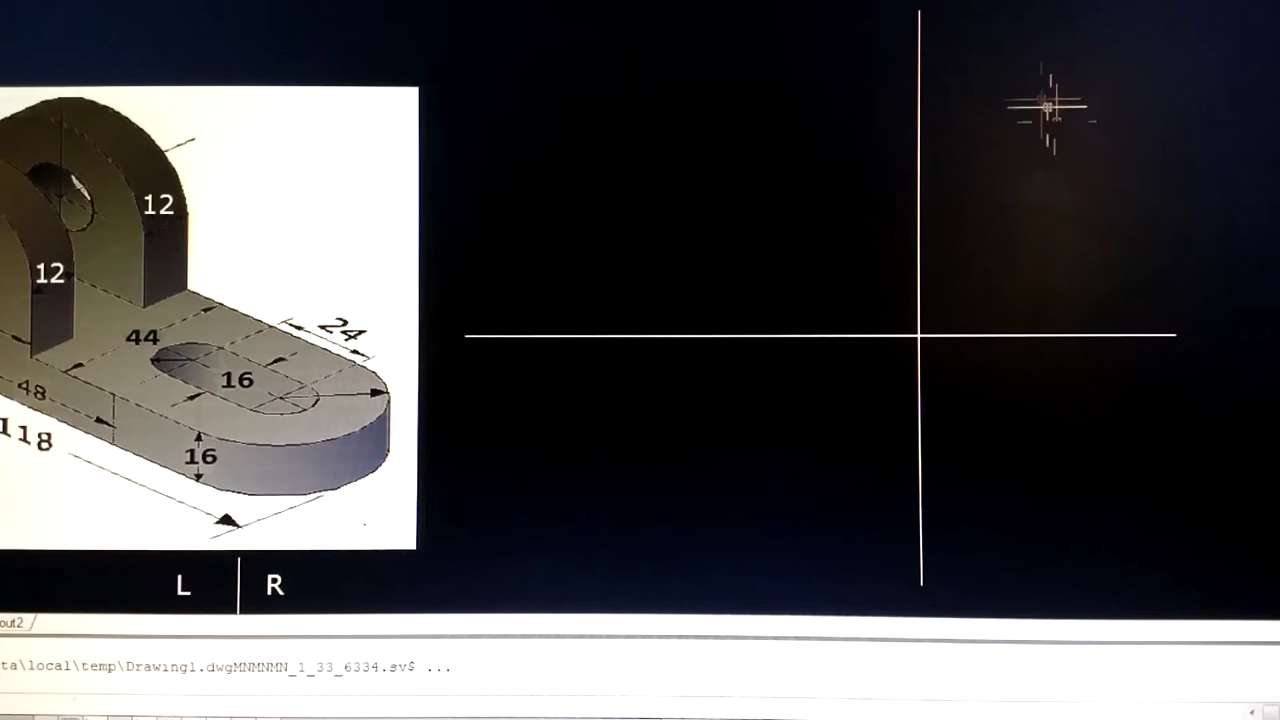 12
12
24
44
16
48
118
16
L R
out2
ta\local\temp\Drawing1.dwgMNMNMN_1_33_6334.sv$ ...